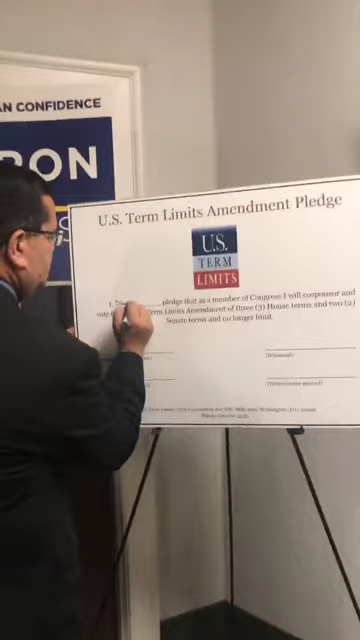 AN CONFIDENCE
RON
U.S. Term Limits Amendment Pledge
U.S.
TERM
LIMITS
I, pledge that as a member of Congress I will cosponsor and
vote Term Limits Amendment of three (3) House terms and two (2)
Senate terms and no longer limit.